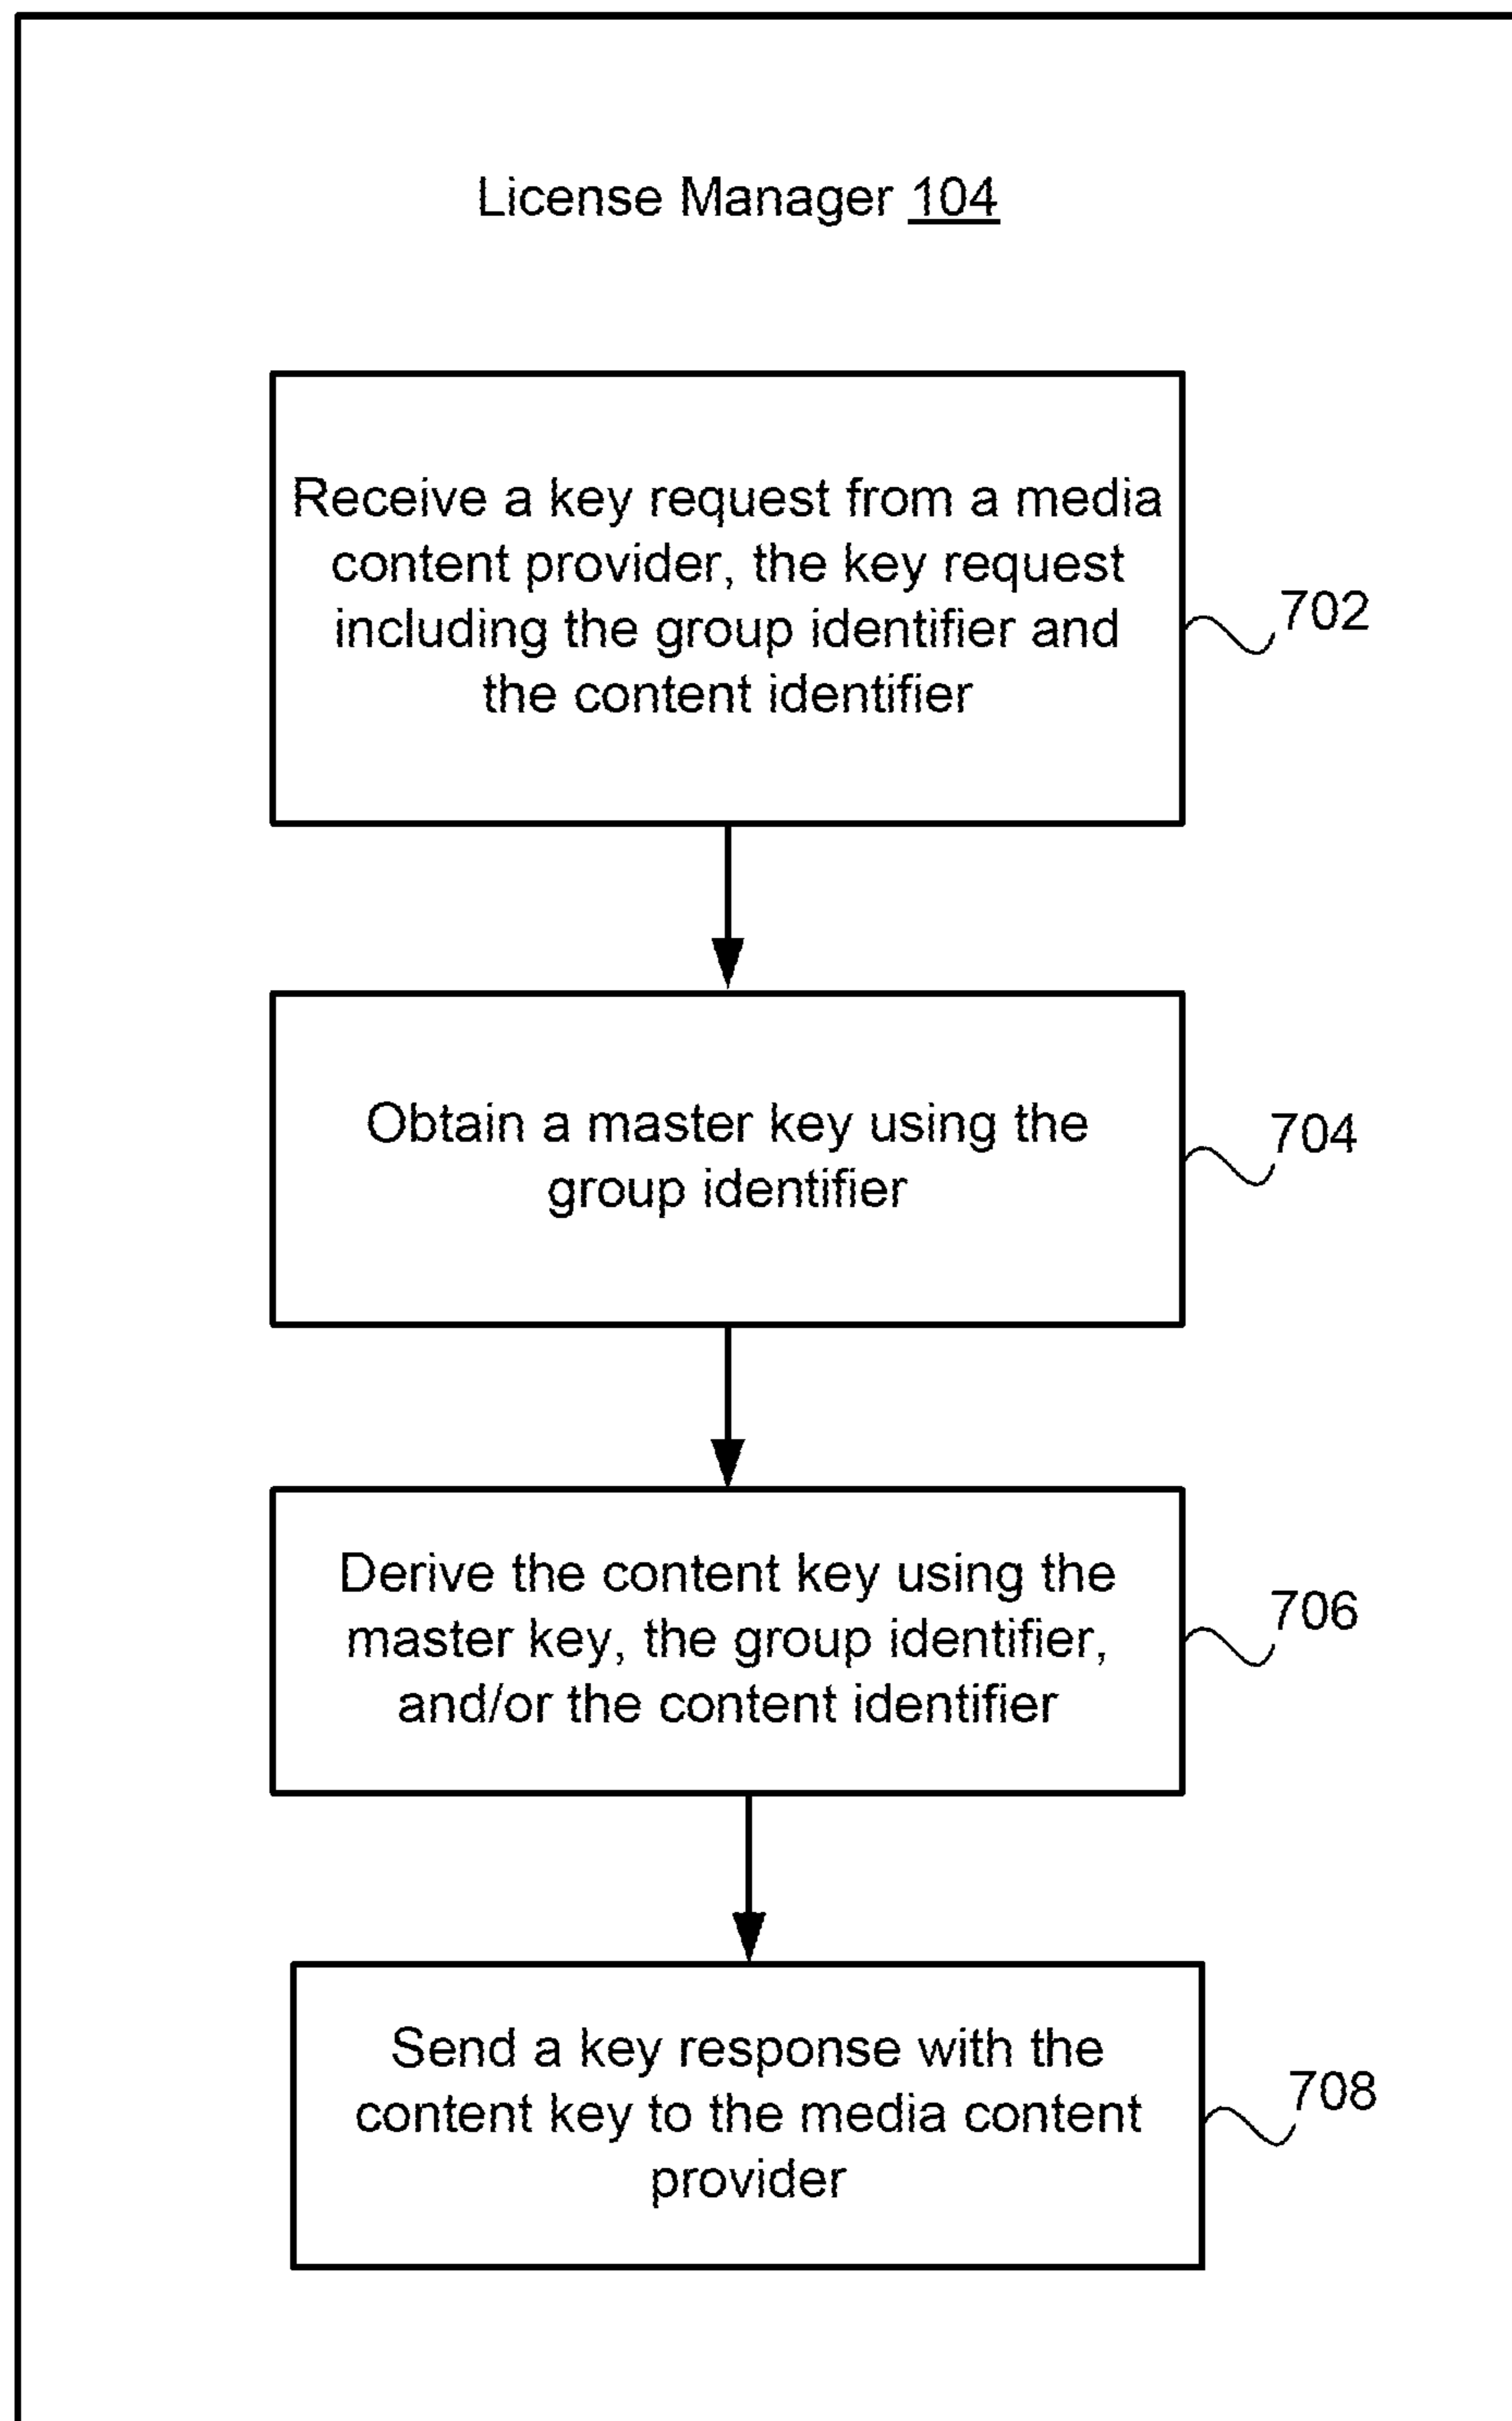 License Manager 104
Receive a key request from a media
content provider, the key request
including the group identifier and
the content identifier
702
Obtain a master key using the
group identifier
704
Derive the content key using the
master key, the group identifier,
and/or the content identifier
706
Send a key response with the
content key to the media content
provider
708